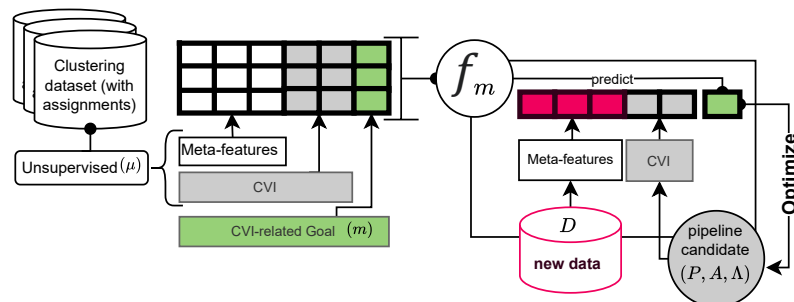 Clustering
dataset (with
assignments)
Unsupervised (μ)
Meta-features
CVI
CVI-related Goal (m)
f_m
predict
Meta-features
CVI
Optimize
D
new data
pipeline
candidate
(P, A, Λ)